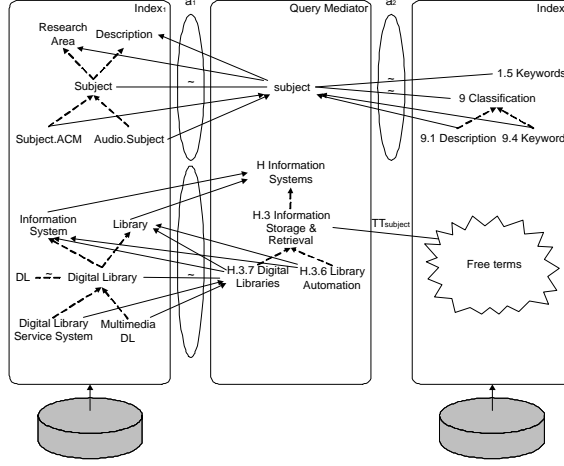 Index1
a1
Query Mediator
a2
Index
Research
Area
Description
Subject
~
subject
~
~
1.5 Keywords
9 Classification
Subject.ACM
Audio.Subject
9.1 Description
9.4 Keyword
H Information
Systems
Information
System
Library
H.3 Information
Storage &
Retrieval
TTsubject
Free terms
DL
~
Digital Library
~
H.3.7 Digital
Libraries
H.3.6 Library
Automation
Digital Library
Service System
Multimedia
DL